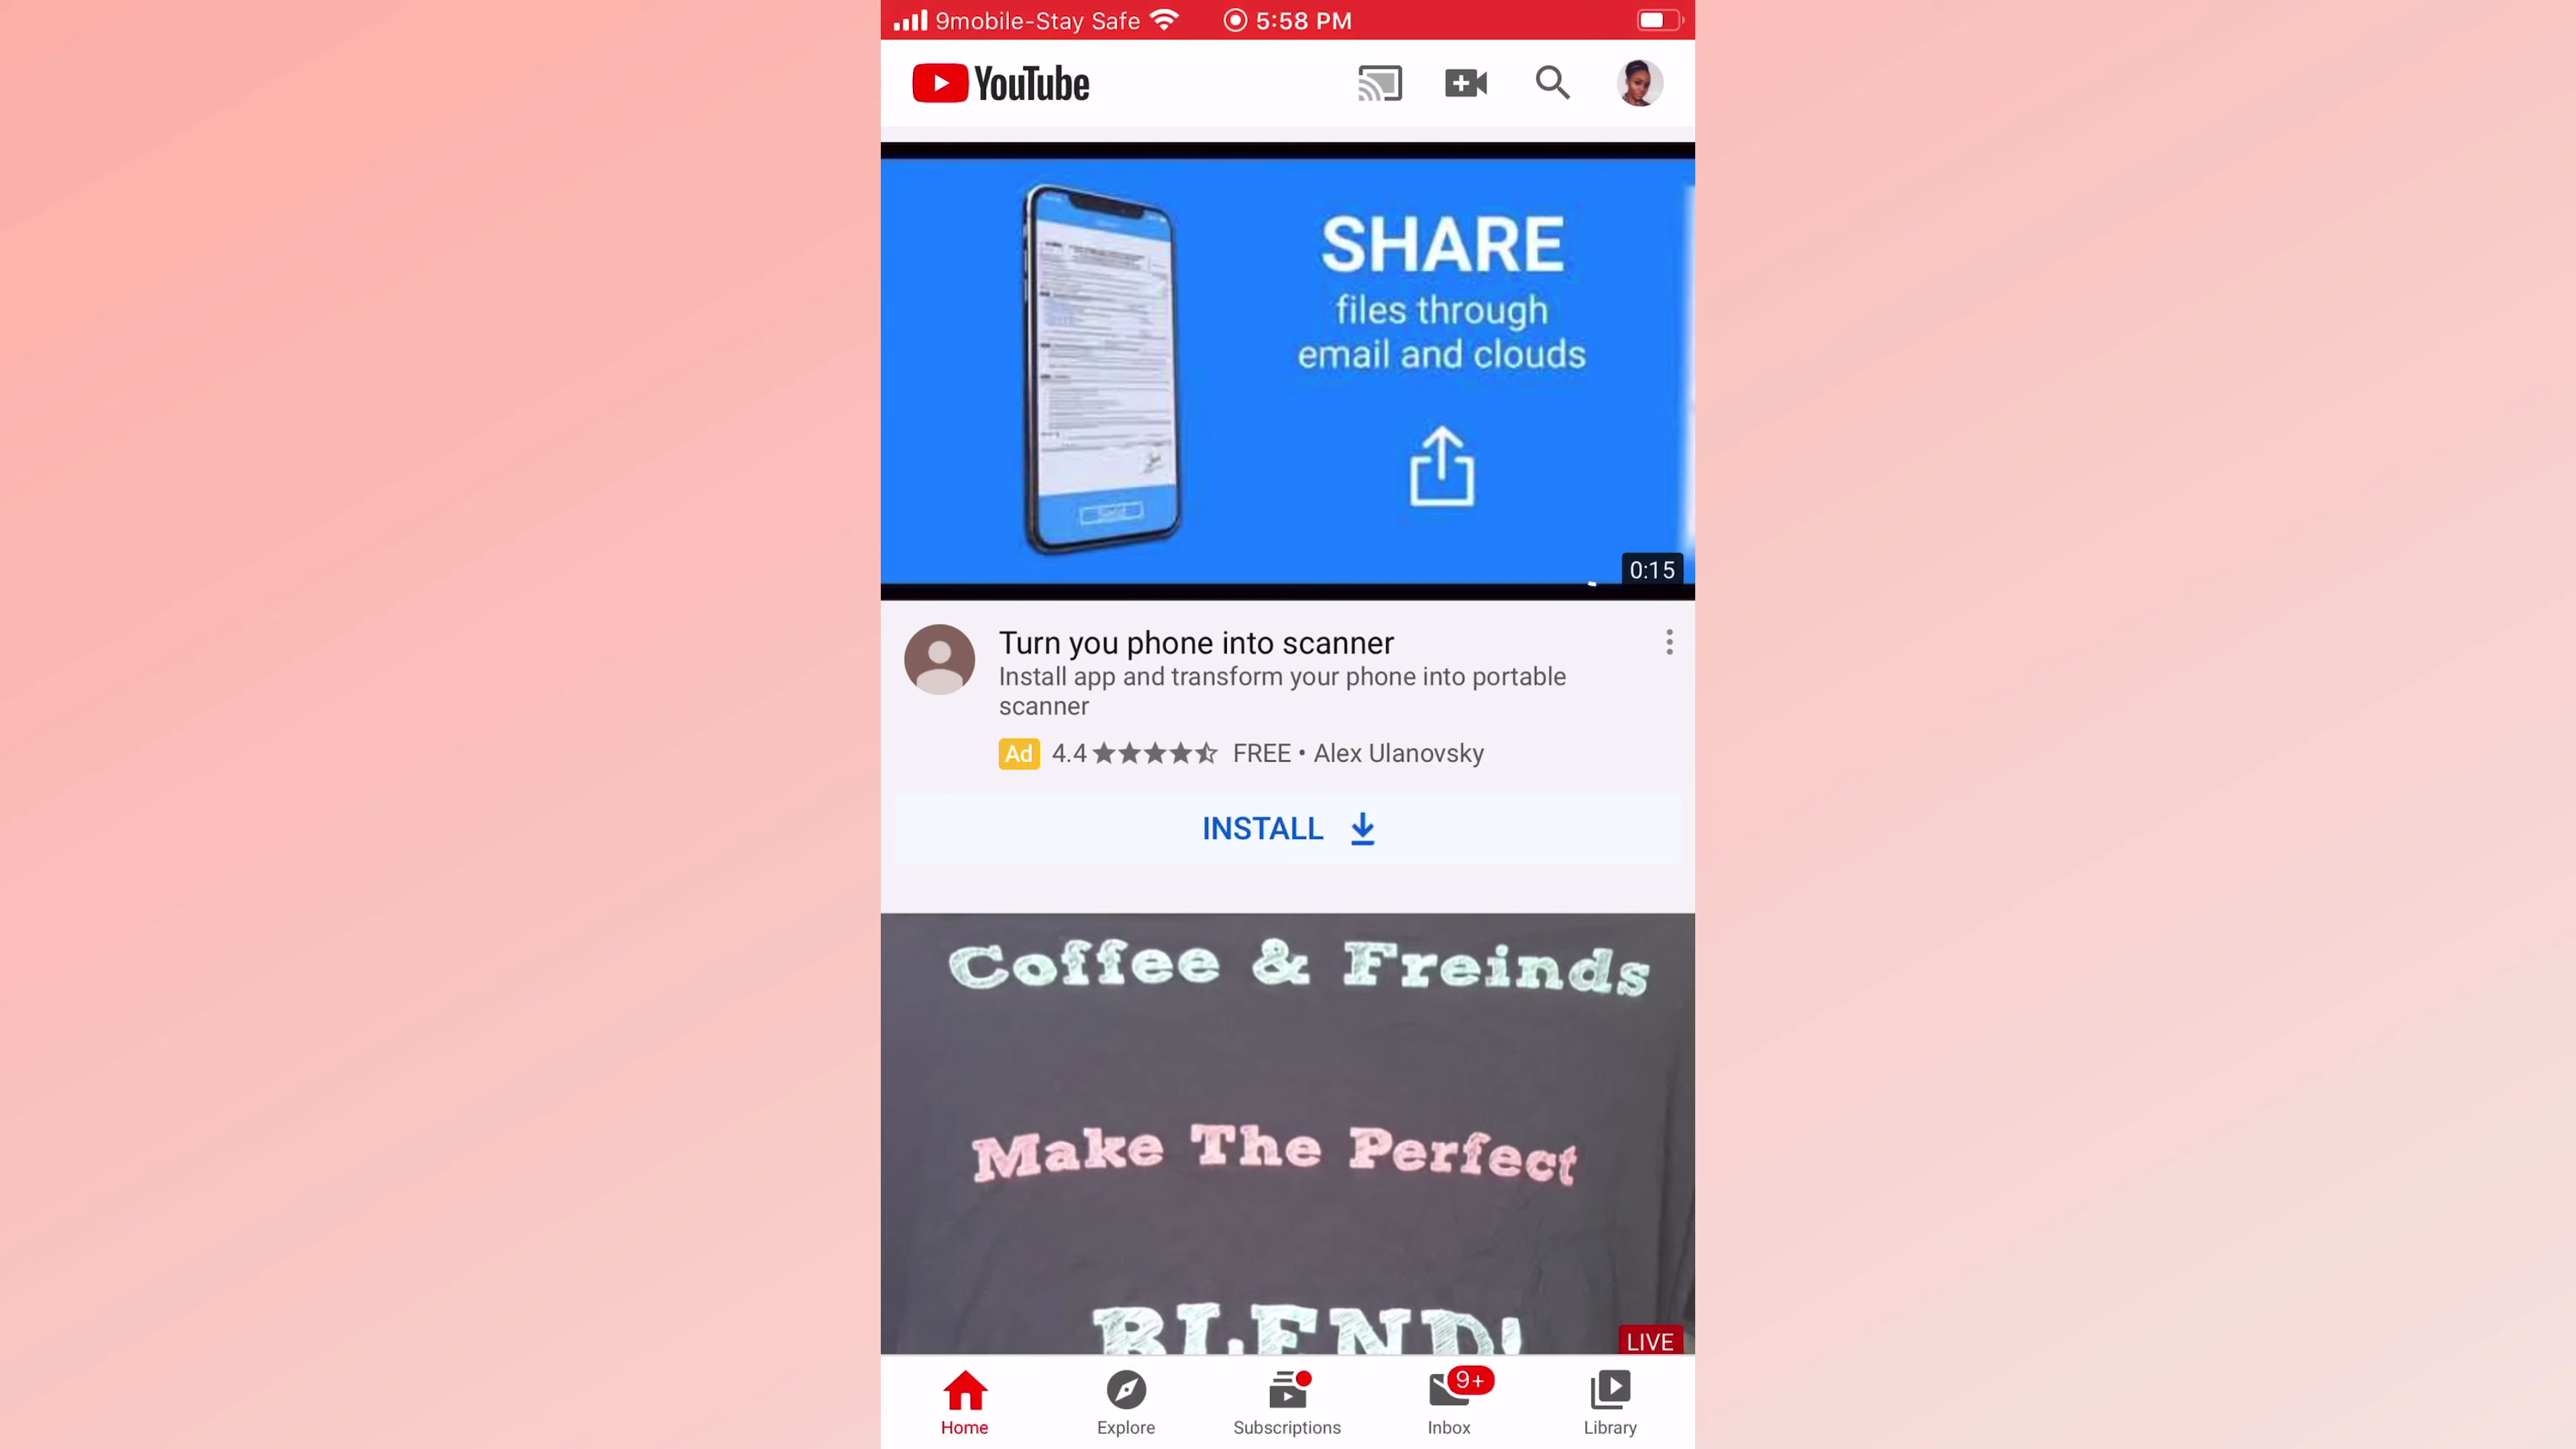 9mobile-Stay Safe 5:58 PM
YouTube
SHARE
files through
email and clouds
0:15
Turn you phone into scanner
Install app and transform your phone into portable
scanner
Ad 4.4 FREE • Alex Ulanovsky
INSTALL
Coffee & Freinds
Make The Perfect
BLEND!
LIVE
9+
Home Explore Subscriptions Inbox Library